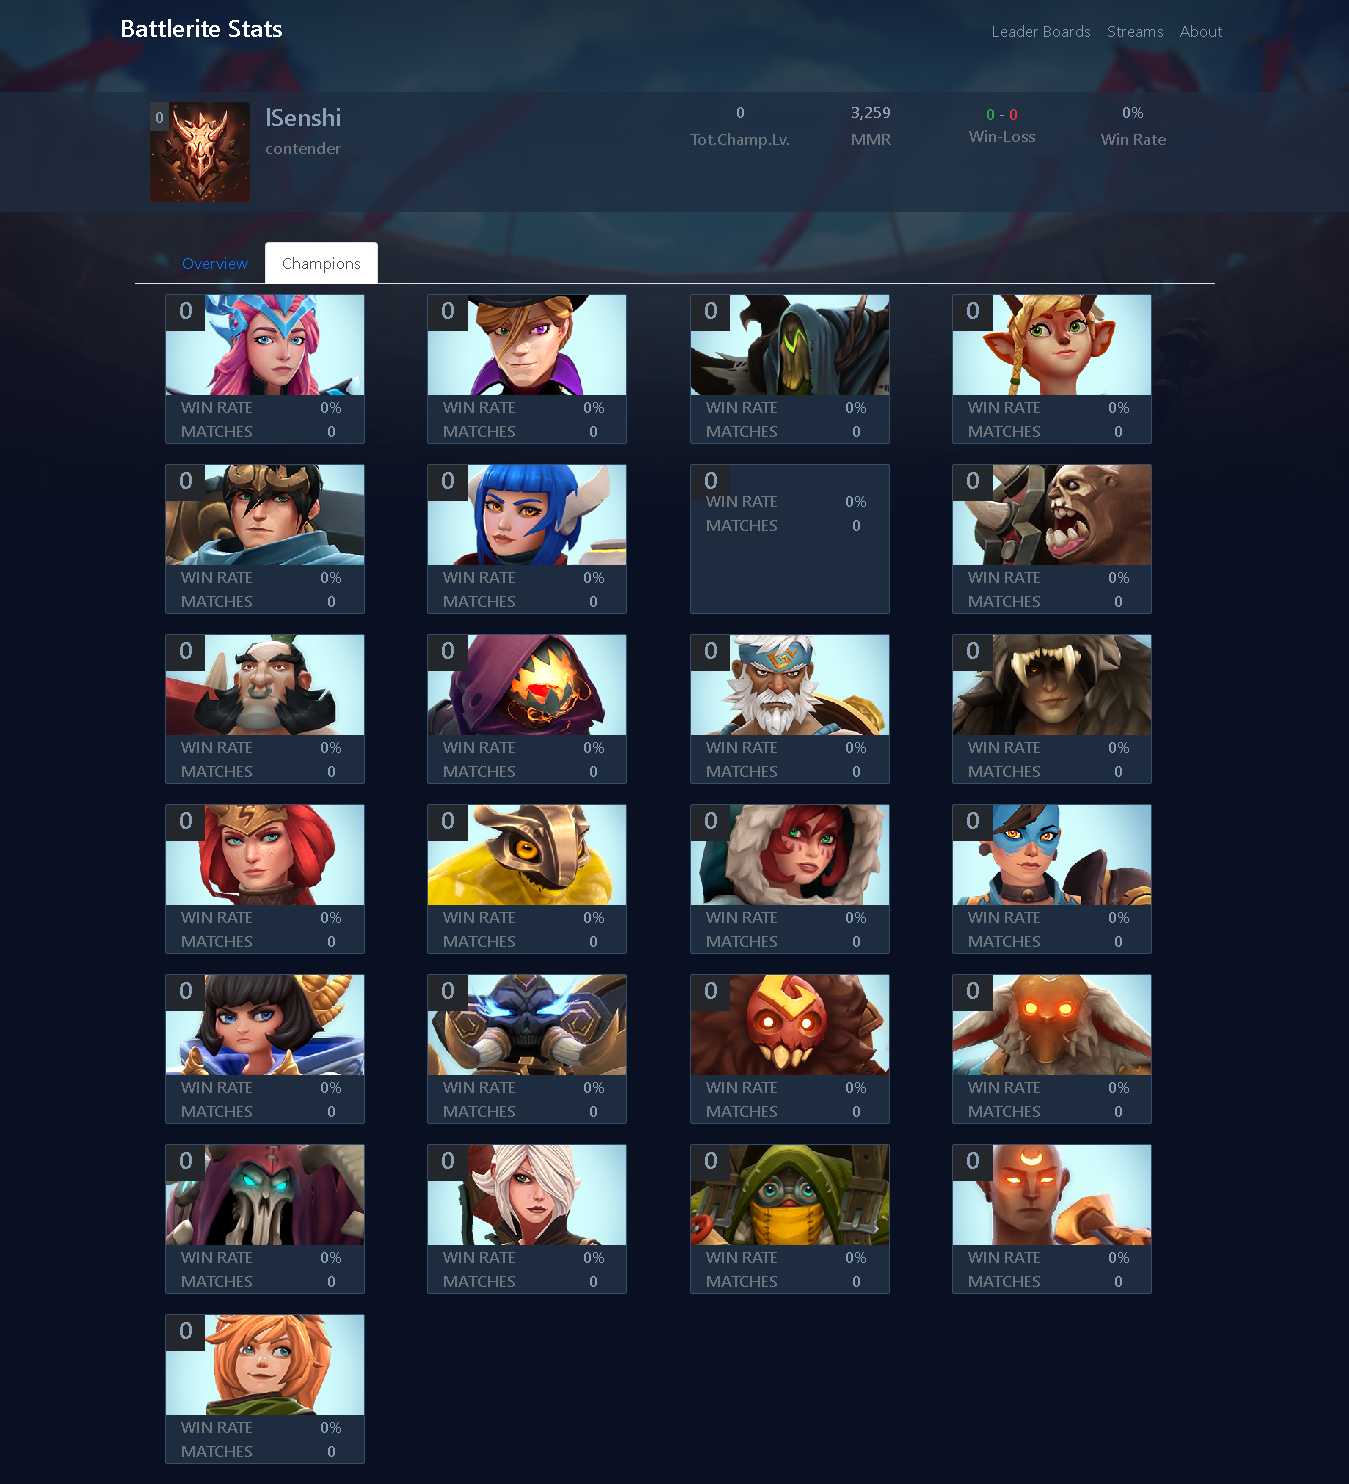 Battlerite Stats
Leader Boards Streams About
0 lSenshi 0 3,259 0 - 0 0%
contender Tot.Champ.Lv. MMR Win-Loss Win Rate
Overview Champions
0 0 0 0
WIN RATE 0% WIN RATE 0% WIN RATE 0% WIN RATE 0%
MATCHES 0 MATCHES 0 MATCHES 0 MATCHES 0
0 0 0 0
WIN RATE 0% WIN RATE 0% WIN RATE 0% WIN RATE 0%
MATCHES 0 MATCHES 0 MATCHES 0 MATCHES 0
0 0 0 0
WIN RATE 0% WIN RATE 0% WIN RATE 0% WIN RATE 0%
MATCHES 0 MATCHES 0 MATCHES 0 MATCHES 0
0 0 0 0
WIN RATE 0% WIN RATE 0% WIN RATE 0% WIN RATE 0%
MATCHES 0 MATCHES 0 MATCHES 0 MATCHES 0
0 0 0 0
WIN RATE 0% WIN RATE 0% WIN RATE 0% WIN RATE 0%
MATCHES 0 MATCHES 0 MATCHES 0 MATCHES 0
0 0 0 0
WIN RATE 0% WIN RATE 0% WIN RATE 0% WIN RATE 0%
MATCHES 0 MATCHES 0 MATCHES 0 MATCHES 0
0
WIN RATE 0%
MATCHES 0